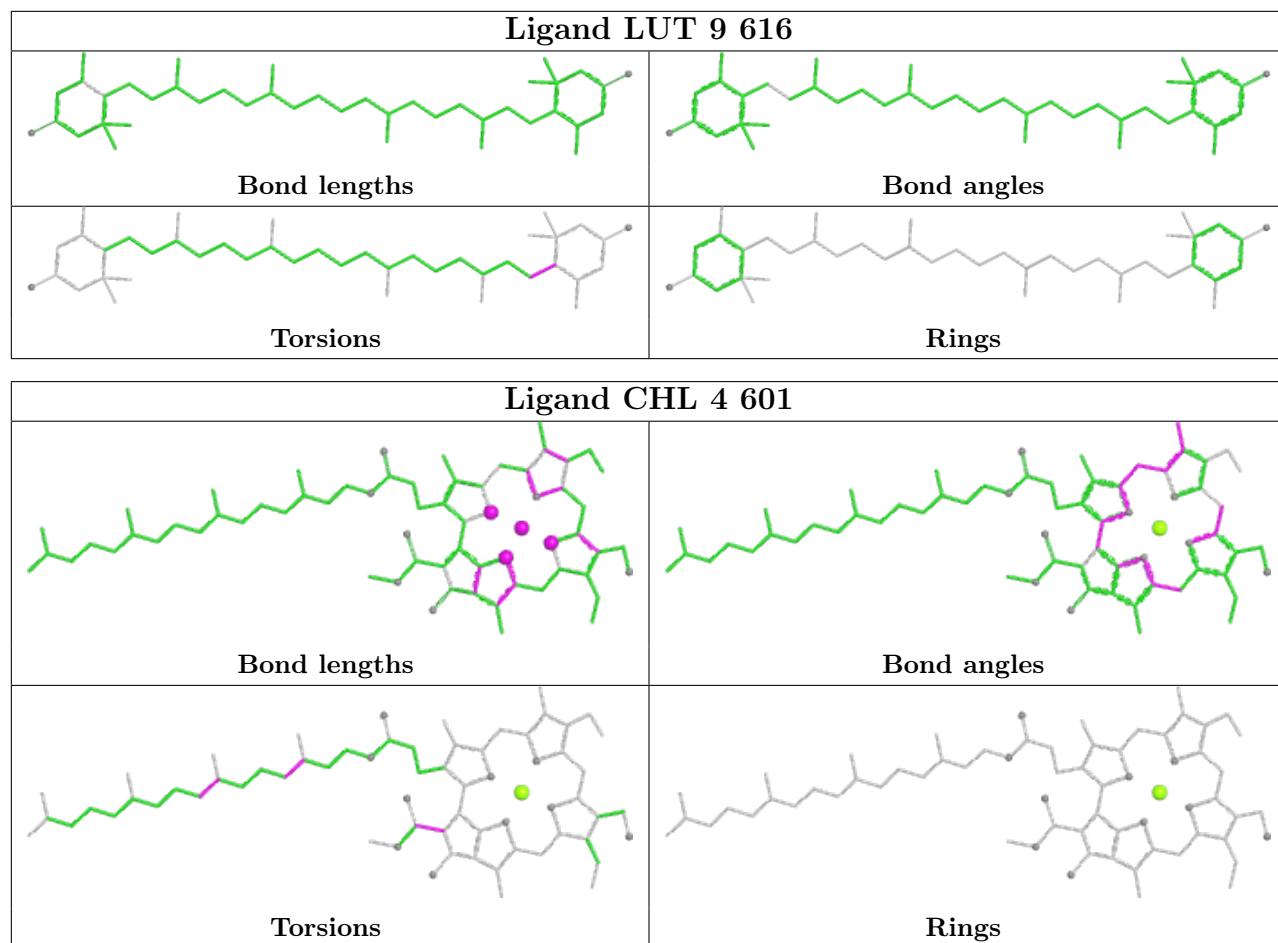 Ligand LUT 9 616
Bond lengths
Bond angles
Torsions
Rings
Ligand CHL 4 601
Bond lengths
Bond angles
Torsions
Rings